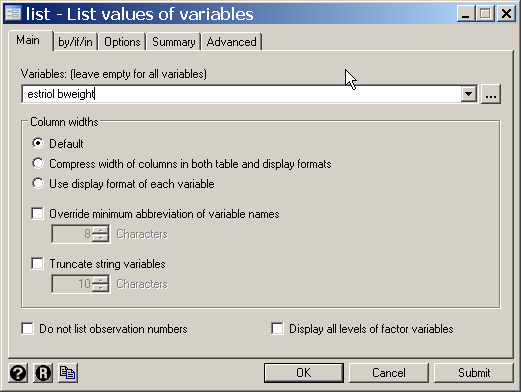 list - List values of variables
Main by/if/in Options Summary Advanced
Variables: (leave empty for all variables)
estriol bweight
...
Column widths
Default
Compress width of columns in both table and display formats
Use display format of each variable
Override minimum abbreviation of variable names
8 Characters
Truncate string variables
10 Characters
Do not list observation numbers Display all levels of factor variables
? R OK Cancel Submit